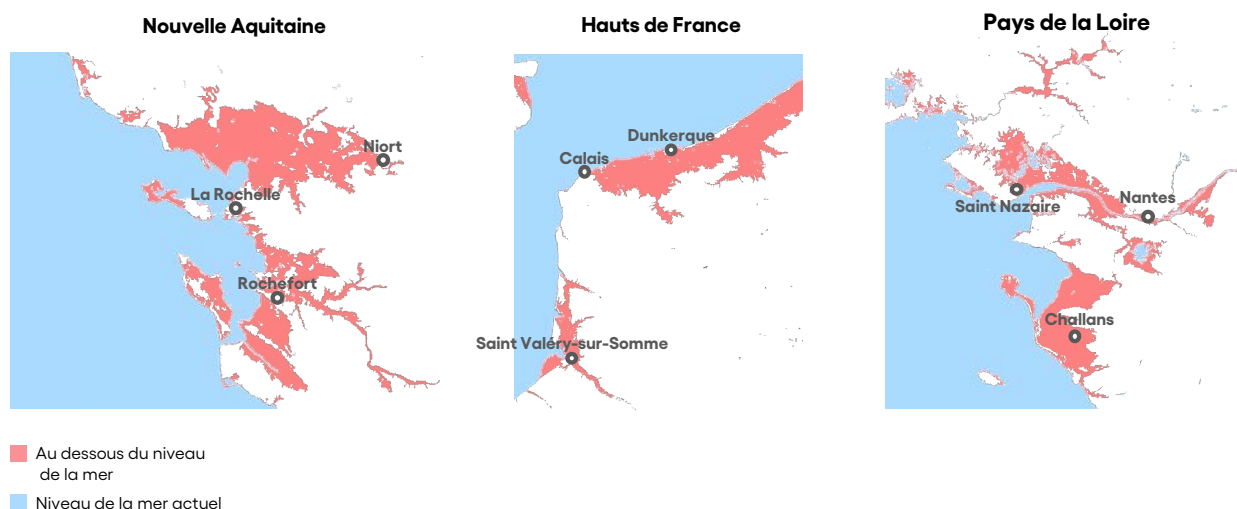 Nouvelle Aquitaine
Niort
La Rochelle
Rochefort
Hauts de France
Dunkerque
Calais
Saint Valéry-sur-Somme
Pays de la Loire
Saint Nazaire
Nantes
Challans
Au dessous du niveau
de la mer
Niveau de la mer actuel